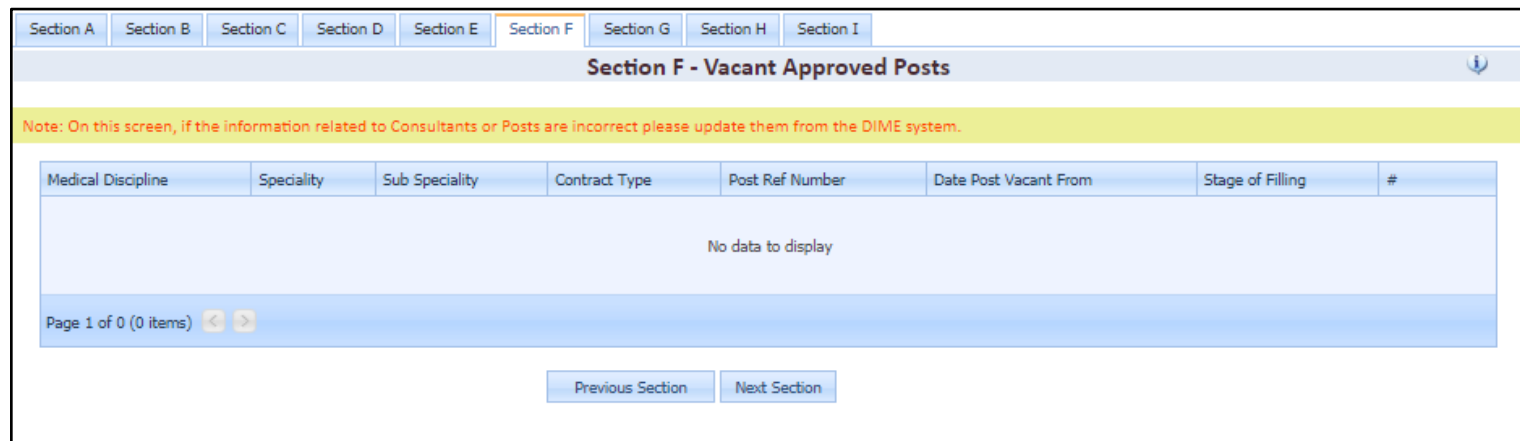 Section A Section B Section C Section D Section E Section F Section G Section H Section I
Section F - Vacant Approved Posts
Note: On this screen, if the information related to Consultants or Posts are incorrect please update them from the DIME system.
Medical Discipline Speciality Sub Speciality Contract Type Post Ref Number Date Post Vacant From Stage of Filling #
No data to display
Page 1 of 0 (0 items) < >
Previous Section Next Section